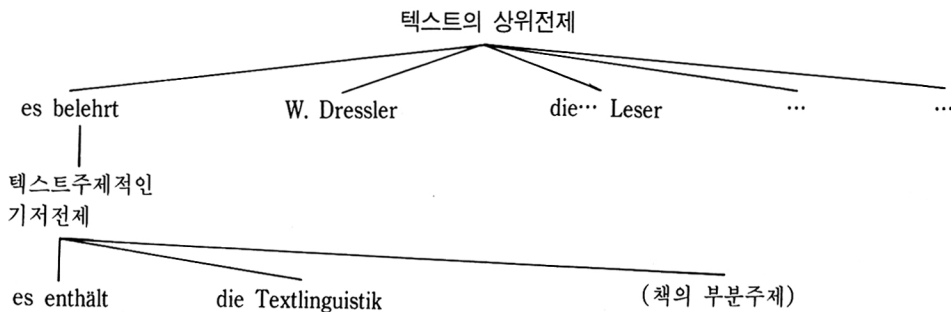 텍스트의 상위전제
es belehrt W. Dressler die… Leser … …
텍스트주제적인
기저전제
es enthält die Textlinguistik (책의 부분주제)